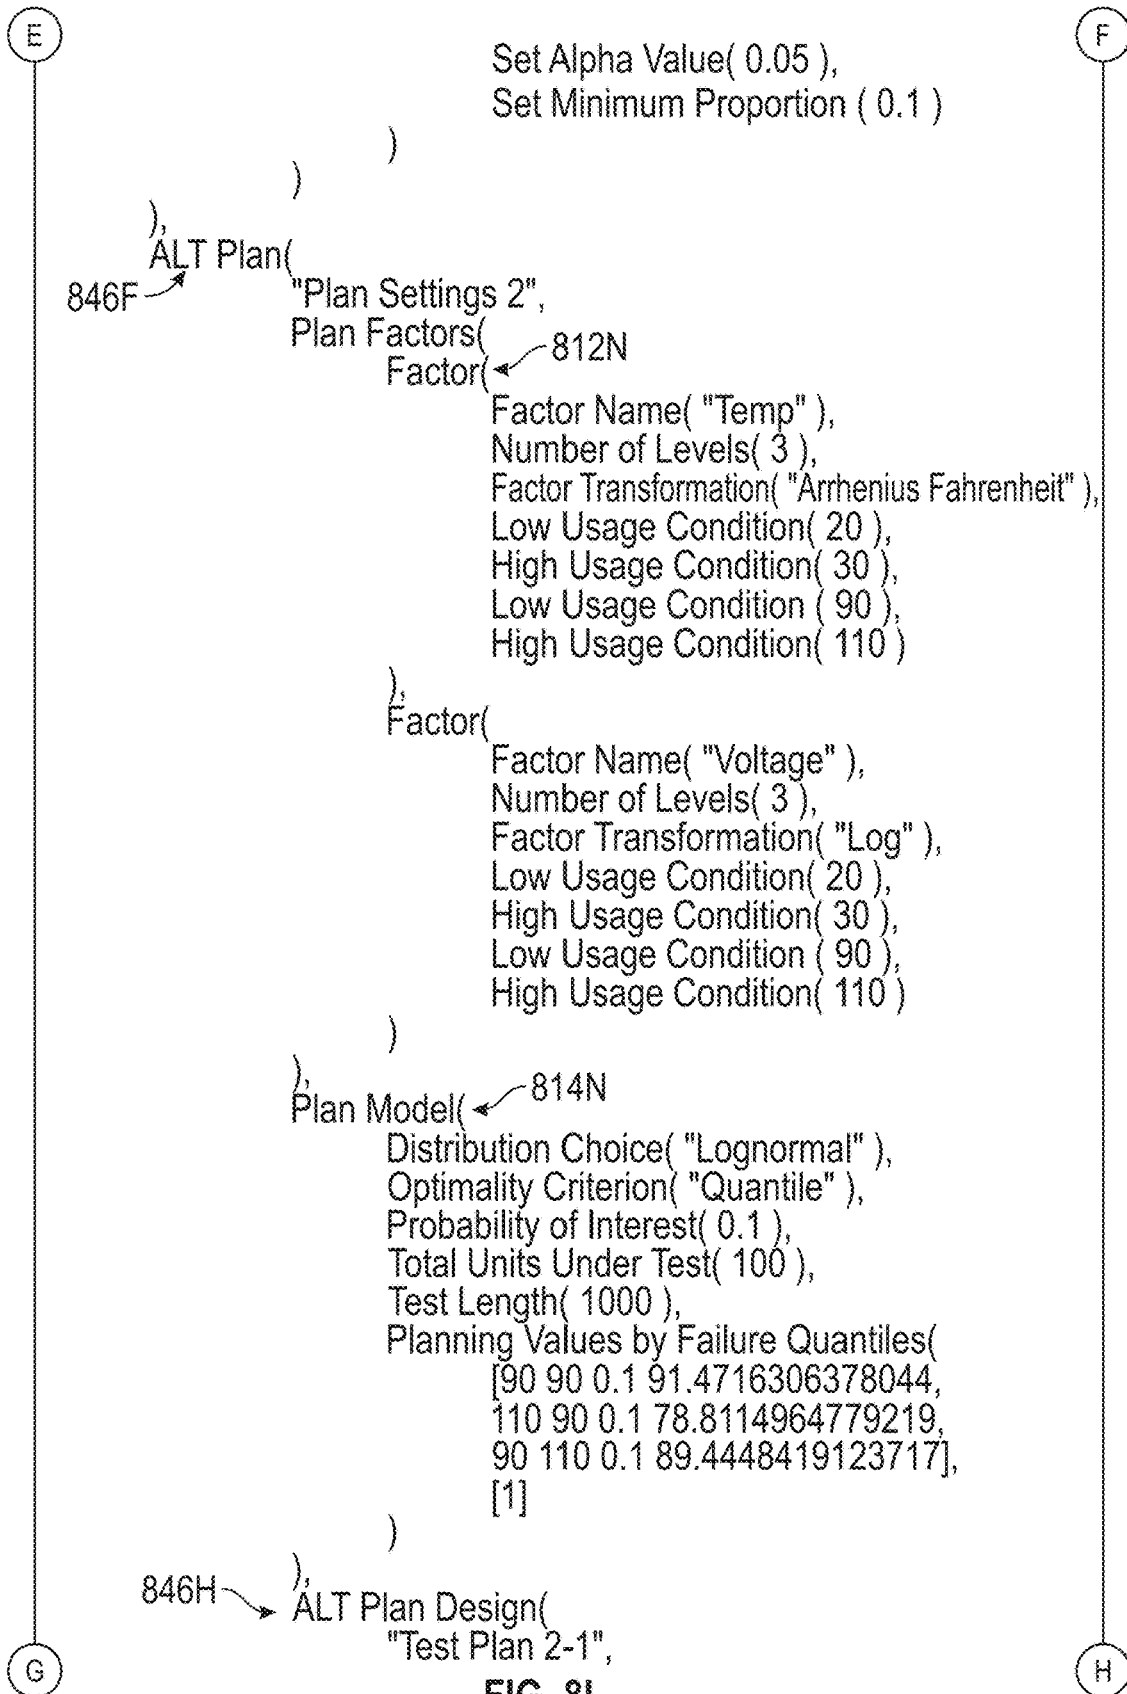 E
F
Set Alpha Value( 0.05 ),
Set Minimum Proportion ( 0.1 )
)
)
),
ALT Plan(
846F
"Plan Settings 2",
Plan Factors(
812N
Factor(
Factor Name( "Temp" ),
Number of Levels( 3 ),
Factor Transformation( "Arrhenius Fahrenheit" ),
Low Usage Condition( 20 ),
High Usage Condition( 30 ),
Low Usage Condition ( 90 ),
High Usage Condition( 110 )
),
Factor(
Factor Name( "Voltage" ),
Number of Levels( 3 ),
Factor Transformation( "Log" ),
Low Usage Condition( 20 ),
High Usage Condition( 30 ),
Low Usage Condition ( 90 ),
High Usage Condition( 110 )
)
),
814N
Plan Model(
Distribution Choice( "Lognormal" ),
Optimality Criterion( "Quantile" ),
Probability of Interest( 0.1 ),
Total Units Under Test( 100 ),
Test Length( 1000 ),
Planning Values by Failure Quantiles(
[90 90 0.1 91.4716306378044,
110 90 0.1 78.8114964779219,
90 110 0.1 89.4448419123717],
[1]
)
),
846H
ALT Plan Design(
"Test Plan 2-1",
G
H